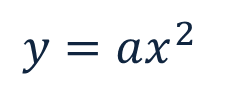 y = ax²